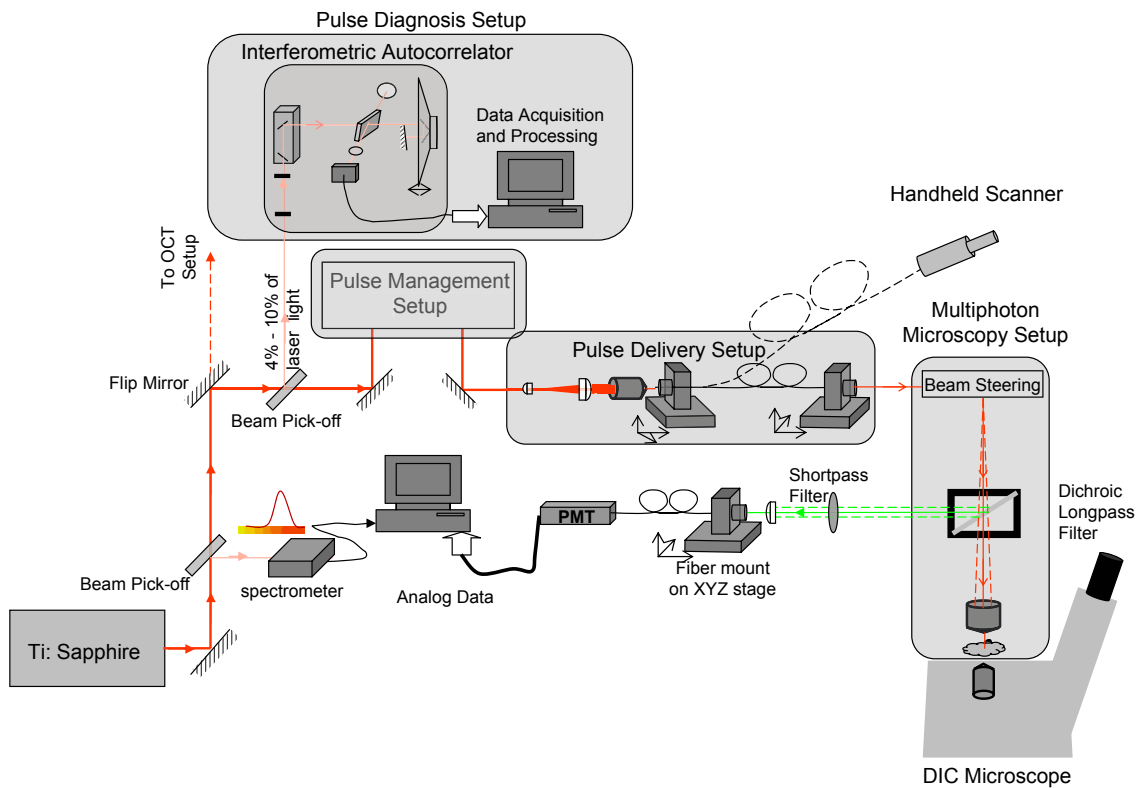 Pulse Diagnosis Setup
Interferometric Autocorrelator
Data Acquisition
and Processing
Handheld Scanner
To OCT
Setup
4% - 10% of
laser light
Pulse Management
Setup
Multiphoton
Microscopy Setup
Pulse Delivery Setup
Flip Mirror
Beam Steering
Beam Pick-off
Shortpass
Filter
Dichroic
Longpass
Filter
PMT
Beam Pick-off
spectrometer
Analog Data
Fiber mount
on XYZ stage
Ti: Sapphire
DIC Microscope